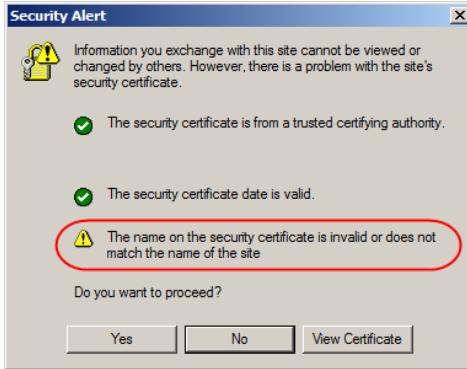 Security Alert
Information you exchange with this site cannot be viewed or
changed by others. However, there is a problem with the site's
security certificate.
The security certificate is from a trusted certifying authority.
The security certificate date is valid.
The name on the security certificate is invalid or does not
match the name of the site
Do you want to proceed?
Yes No View Certificate